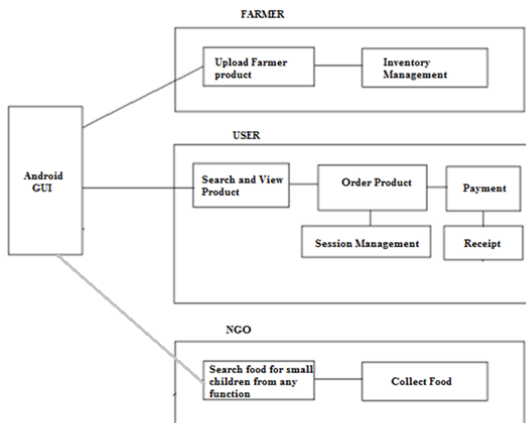 FARMER
Upload Farmer
product
Inventory
Management
Android
GUI
USER
Search and View
Product
Order Product
Payment
Session Management
Receipt
NGO
Search food for small
children from any
function
Collect Food